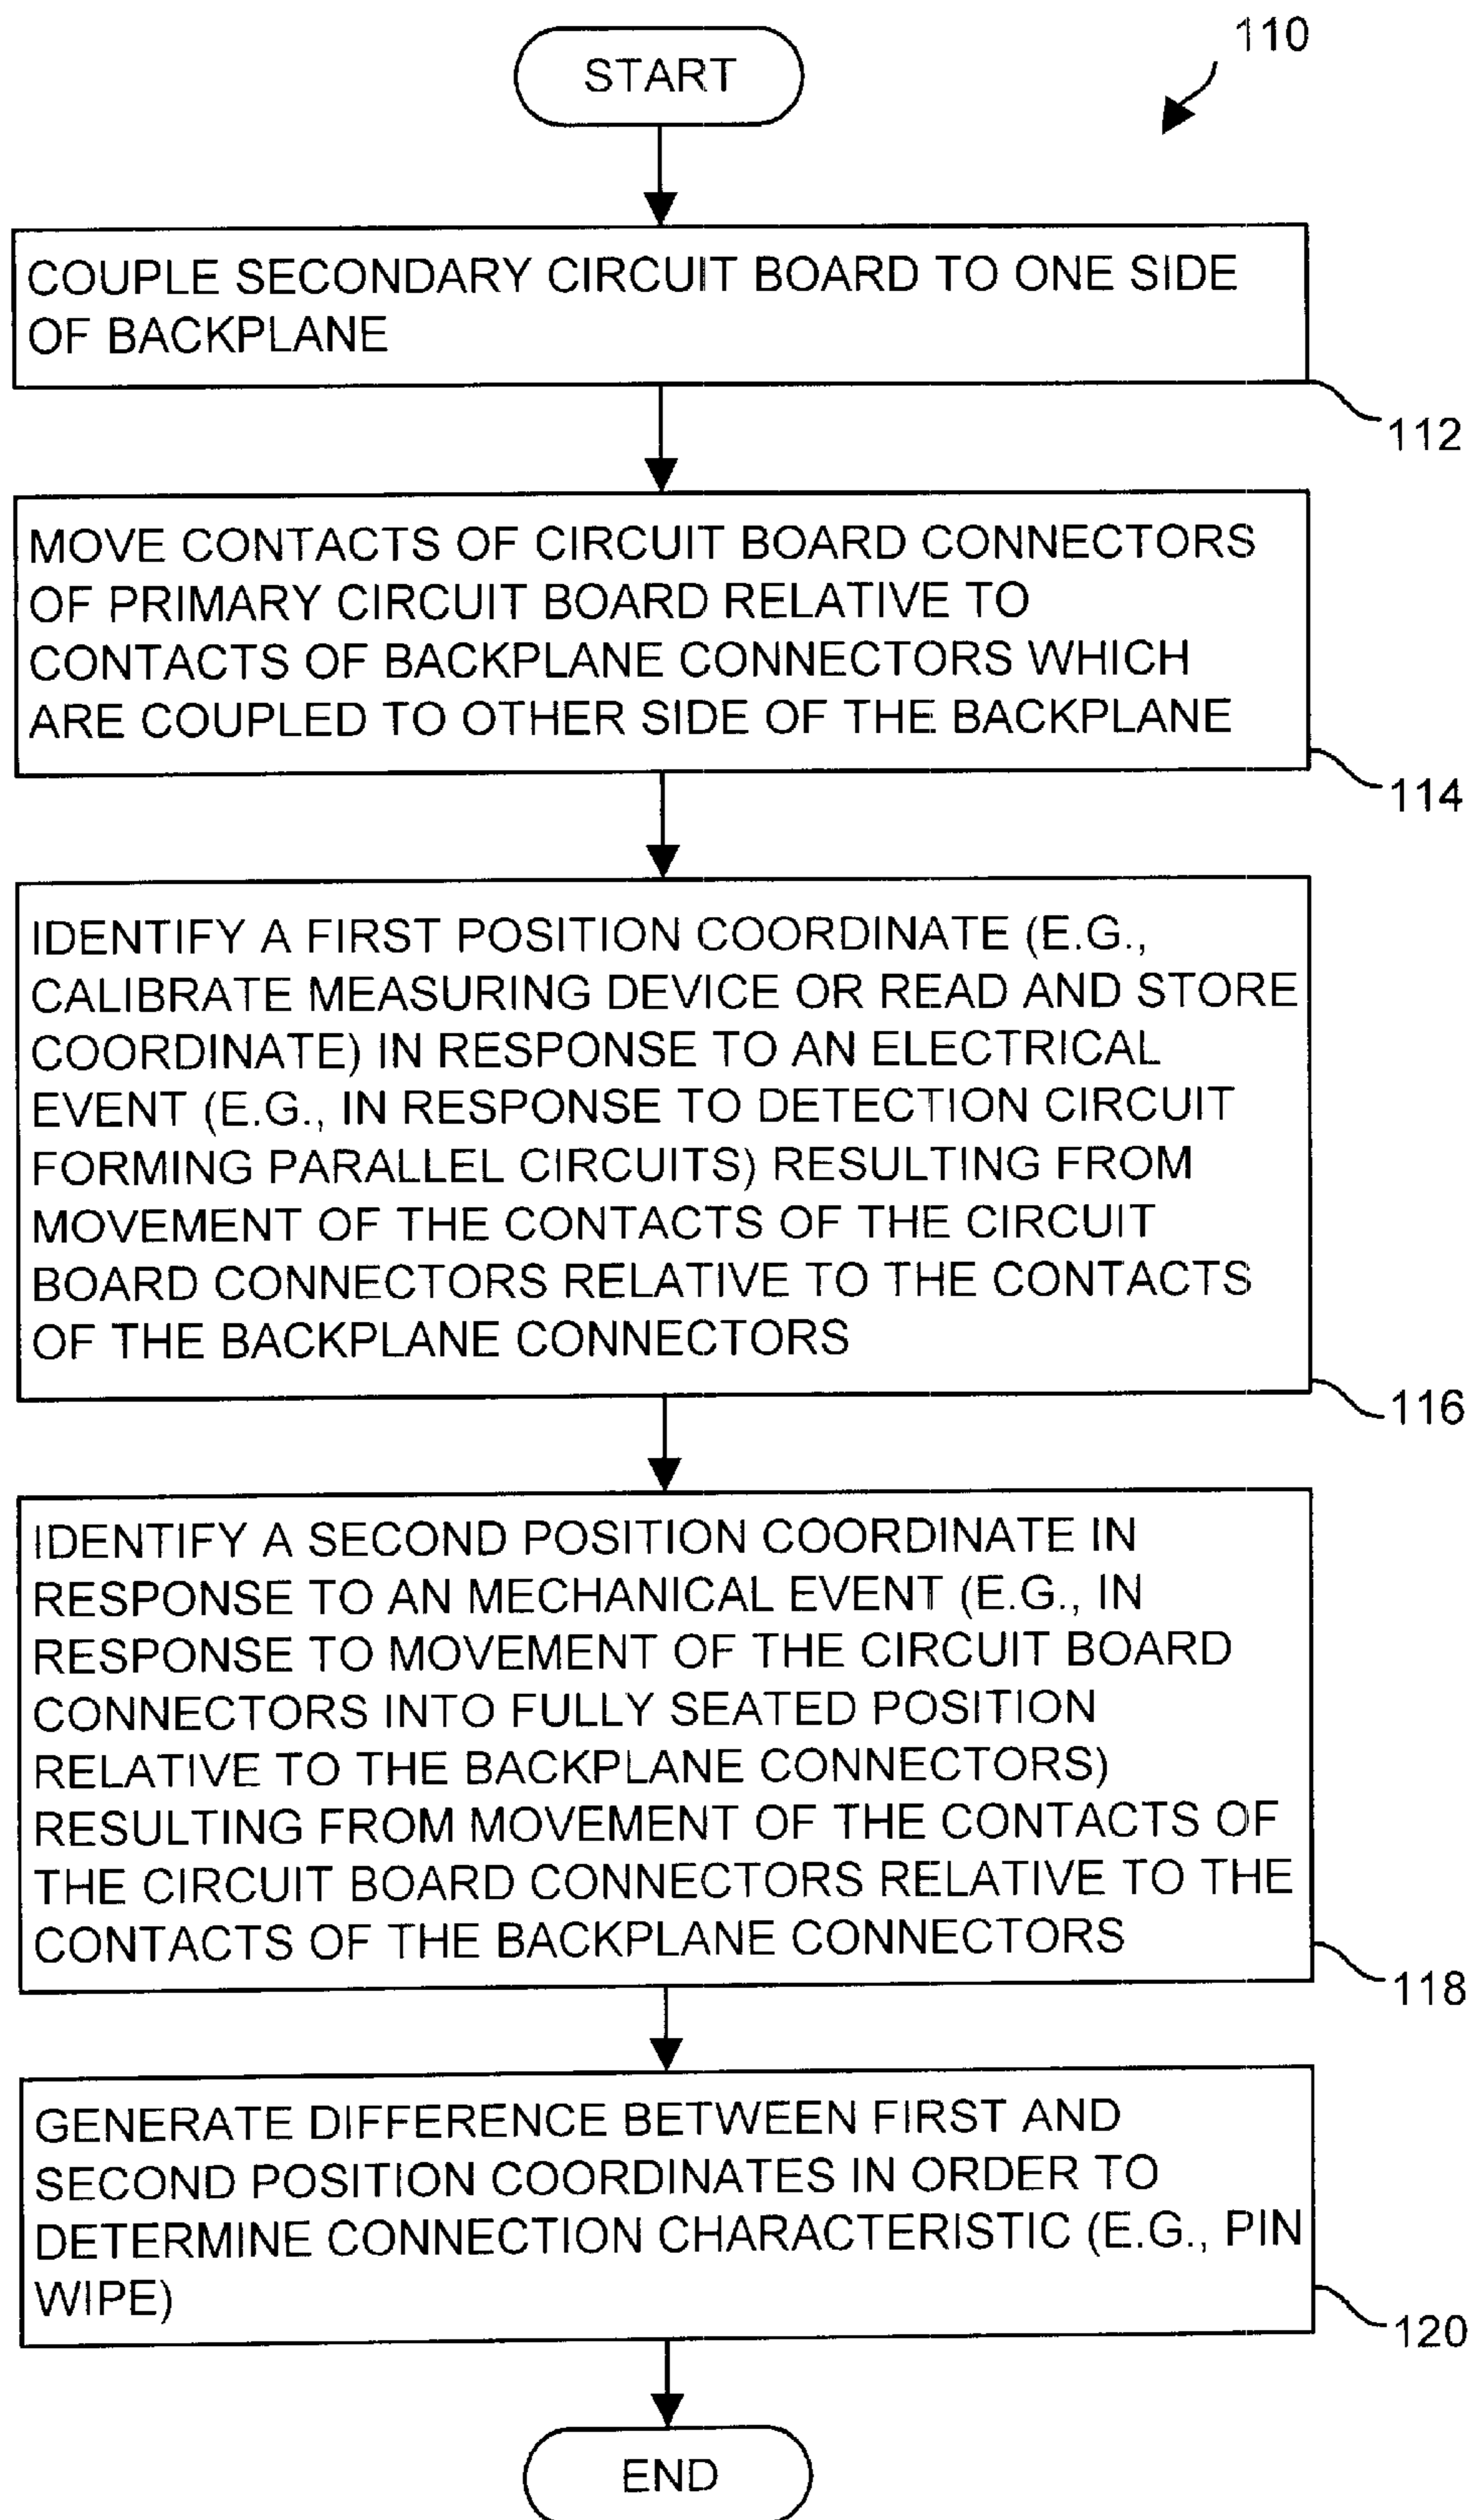 110
START
COUPLE SECONDARY CIRCUIT BOARD TO ONE SIDE
OF BACKPLANE
112
MOVE CONTACTS OF CIRCUIT BOARD CONNECTORS
OF PRIMARY CIRCUIT BOARD RELATIVE TO
CONTACTS OF BACKPLANE CONNECTORS WHICH
ARE COUPLED TO OTHER SIDE OF THE BACKPLANE
114
IDENTIFY A FIRST POSITION COORDINATE (E.G.,
CALIBRATE MEASURING DEVICE OR READ AND STORE
COORDINATE) IN RESPONSE TO AN ELECTRICAL
EVENT (E.G., IN RESPONSE TO DETECTION CIRCUIT
FORMING PARALLEL CIRCUITS) RESULTING FROM
MOVEMENT OF THE CONTACTS OF THE CIRCUIT
BOARD CONNECTORS RELATIVE TO THE CONTACTS
OF THE BACKPLANE CONNECTORS
116
IDENTIFY A SECOND POSITION COORDINATE IN
RESPONSE TO AN MECHANICAL EVENT (E.G., IN
RESPONSE TO MOVEMENT OF THE CIRCUIT BOARD
CONNECTORS INTO FULLY SEATED POSITION
RELATIVE TO THE BACKPLANE CONNECTORS)
RESULTING FROM MOVEMENT OF THE CONTACTS OF
THE CIRCUIT BOARD CONNECTORS RELATIVE TO THE
CONTACTS OF THE BACKPLANE CONNECTORS
118
GENERATE DIFFERENCE BETWEEN FIRST AND
SECOND POSITION COORDINATES IN ORDER TO
DETERMINE CONNECTION CHARACTERISTIC (E.G., PIN
WIPE)
120
END